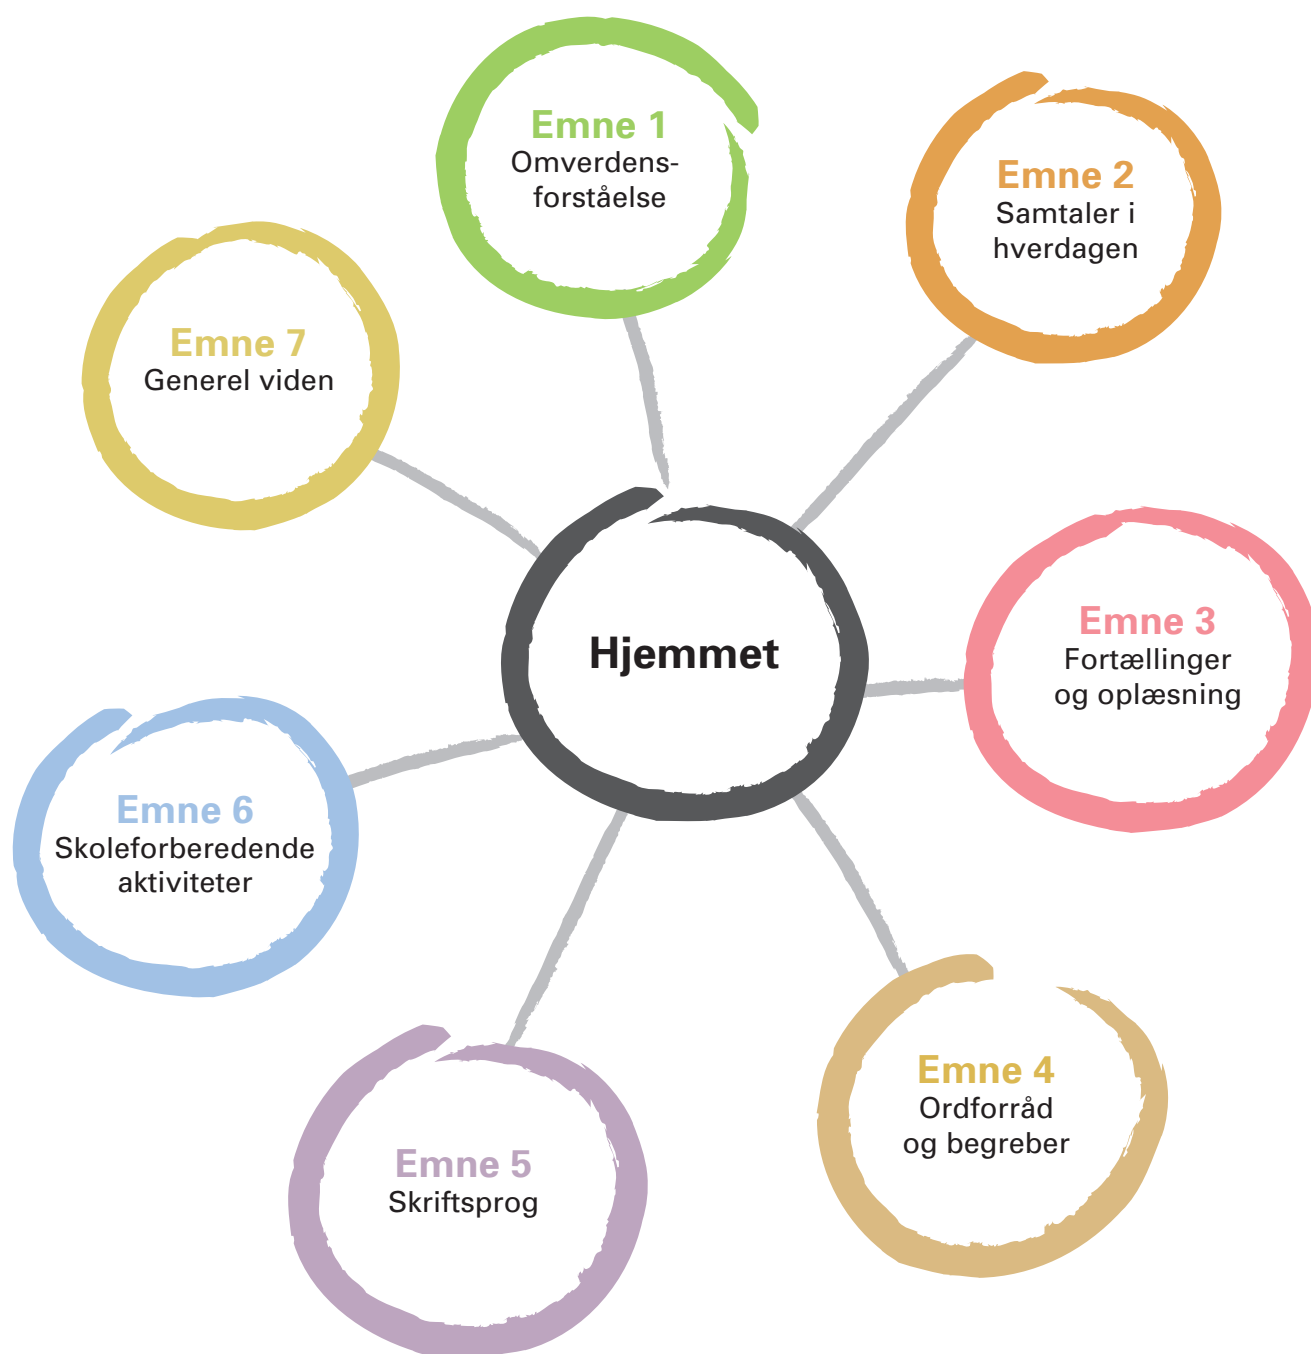 Emne 1
Omverdens-
forståelse
Emne 2
Samtaler i
hverdagen
Emne 3
Fortællinger
og oplæsning
Emne 4
Ordforråd
og begreber
Emne 5
Skriftsprog
Emne 6
Skoleforberedende
aktiviteter
Emne 7
Generel viden
Hjemmet